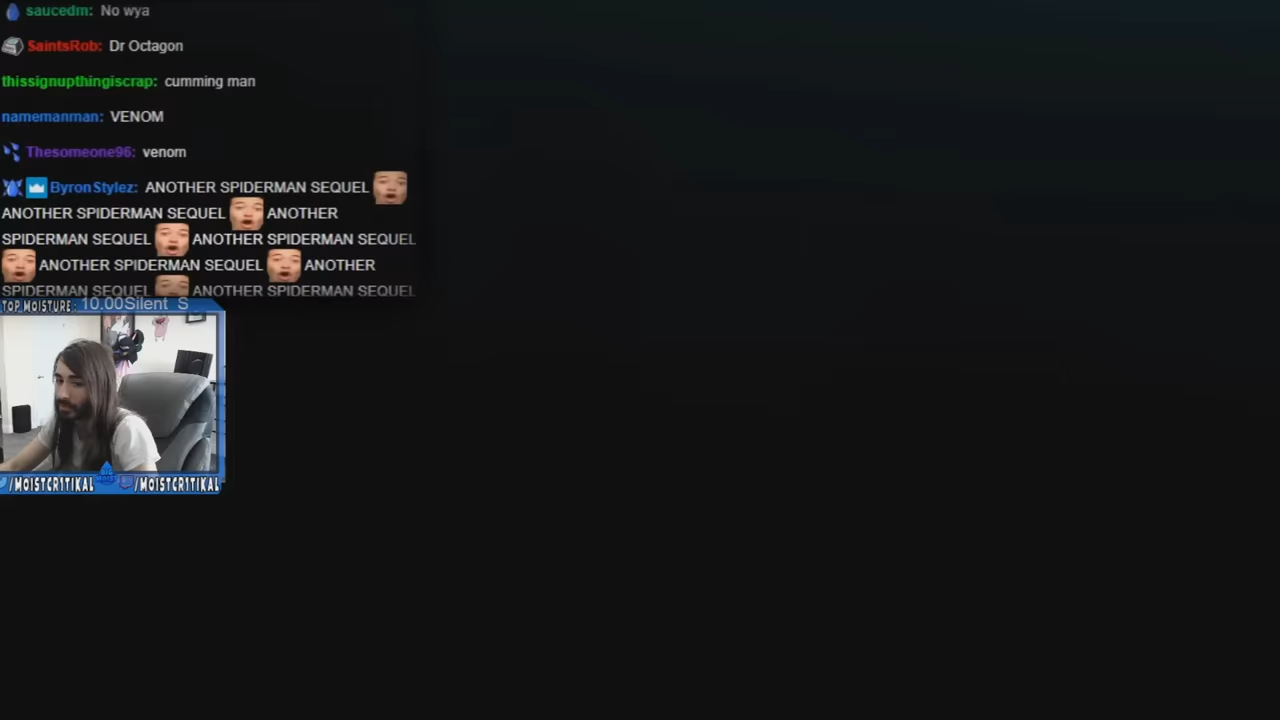 saucedm: No wya
SaintsRob: Dr Octagon
thissignupthingiscrap: cumming man
namemanman: VENOM
Thesomeone96: venom
ByronStylez: ANOTHER SPIDERMAN SEQUEL
ANOTHER SPIDERMAN SEQUEL ANOTHER
SPIDERMAN SEQUEL ANOTHER SPIDERMAN SEQUEL
ANOTHER SPIDERMAN SEQUEL ANOTHER
SPIDERMAN SEQUEL ANOTHER SPIDERMAN SEQUEL
TOP MOISTURE: 10.00Silent_S
/MOISTCR1TIKAL /MOISTCR1TIKAL